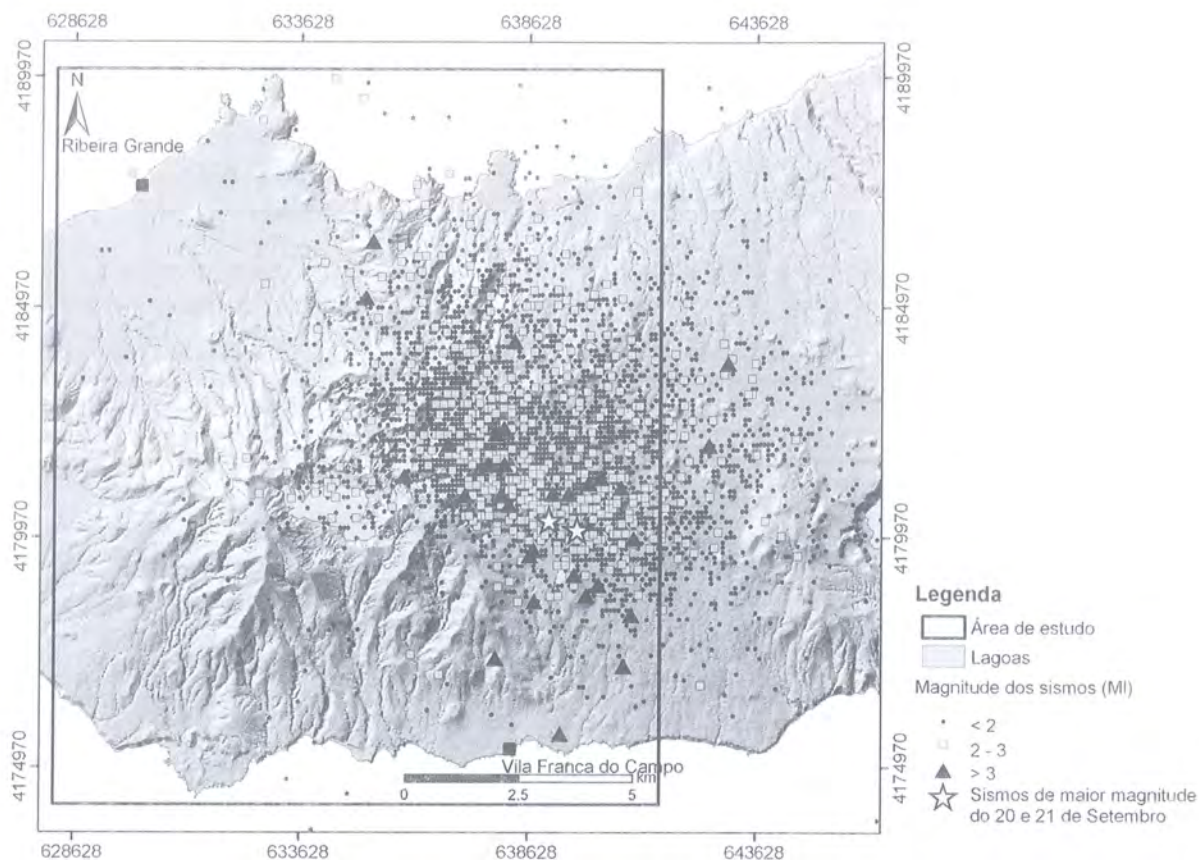 628628
633628
638628
643628
4189970
4189970
N
Ribeira Grande
4184970
4184970
4179970
4179970
4174970
4174970
Vila Franca do Campo
km
0
2.5
5
628628
633628
638628
643628
Legenda
Área de estudo
Lagoas
Magnitude dos sismos (Ml)
< 2
2 - 3
> 3
Sismos de maior magnitude
do 20 e 21 de Setembro